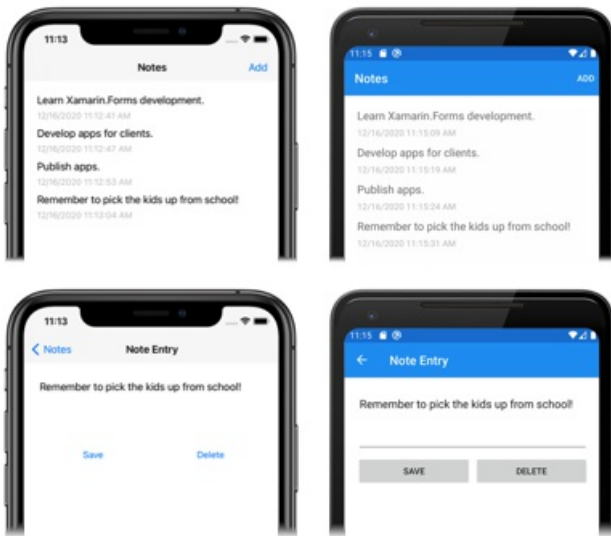 11:13
Notes
Add
Learn Xamarin.Forms development.
12/16/2020 11:12:41 AM
Develop apps for clients.
12/16/2020 11:12:47 AM
Publish apps.
12/16/2020 11:12:53 AM
Remember to pick the kids up from school!
12/16/2020 11:13:04 AM
11:15
Notes
ADD
Learn Xamarin.Forms development.
12/16/2020 11:15:09 AM
Develop apps for clients.
12/16/2020 11:15:19 AM
Publish apps.
12/16/2020 11:15:24 AM
Remember to pick the kids up from school!
12/16/2020 11:15:31 AM
11:13
Notes
Note Entry
Remember to pick the kids up from school!
Save
Delete
11:15
Note Entry
Remember to pick the kids up from school!
SAVE
DELETE